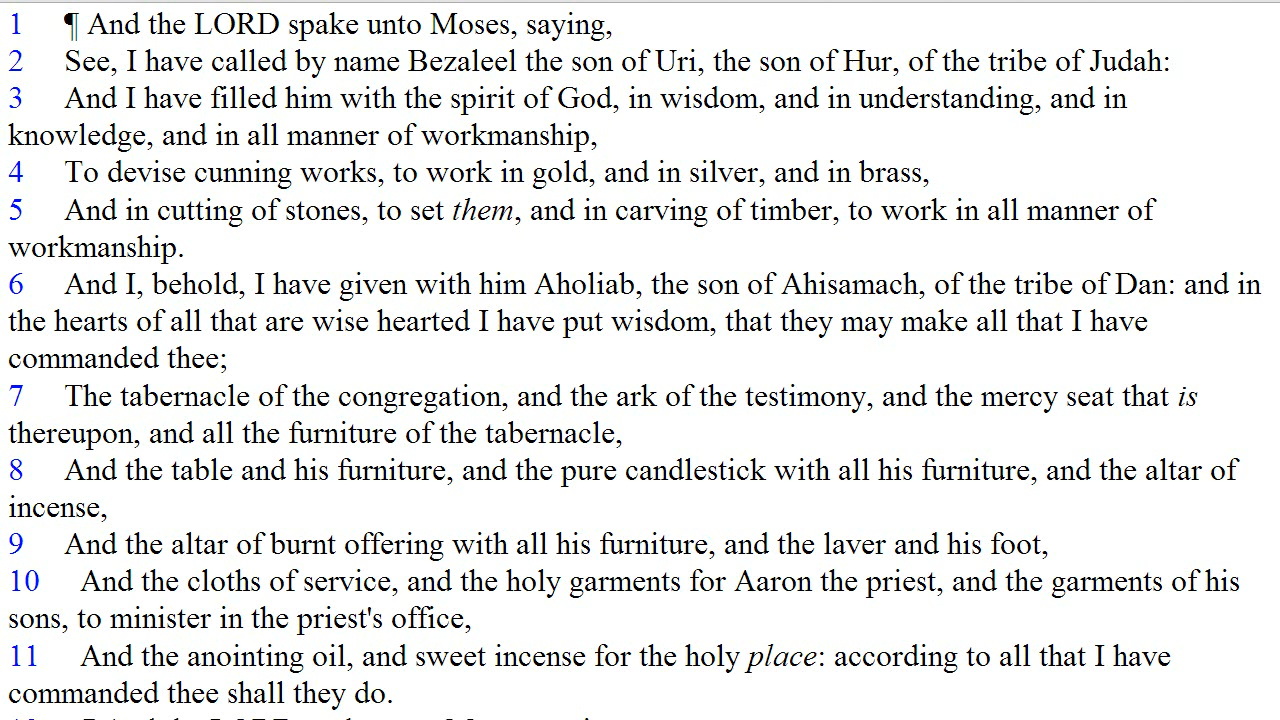 1 ¶ And the LORD spake unto Moses, saying,
2 See, I have called by name Bezaleel the son of Uri, the son of Hur, of the tribe of Judah:
3 And I have filled him with the spirit of God, in wisdom, and in understanding, and in
knowledge, and in all manner of workmanship,
4 To devise cunning works, to work in gold, and in silver, and in brass,
5 And in cutting of stones, to set them, and in carving of timber, to work in all manner of
workmanship.
6 And I, behold, I have given with him Aholiab, the son of Ahisamach, of the tribe of Dan: and in
the hearts of all that are wise hearted I have put wisdom, that they may make all that I have
commanded thee;
7 The tabernacle of the congregation, and the ark of the testimony, and the mercy seat that is
thereupon, and all the furniture of the tabernacle,
8 And the table and his furniture, and the pure candlestick with all his furniture, and the altar of
incense,
9 And the altar of burnt offering with all his furniture, and the laver and his foot,
10 And the cloths of service, and the holy garments for Aaron the priest, and the garments of his
sons, to minister in the priest's office,
11 And the anointing oil, and sweet incense for the holy place: according to all that I have
commanded thee shall they do.